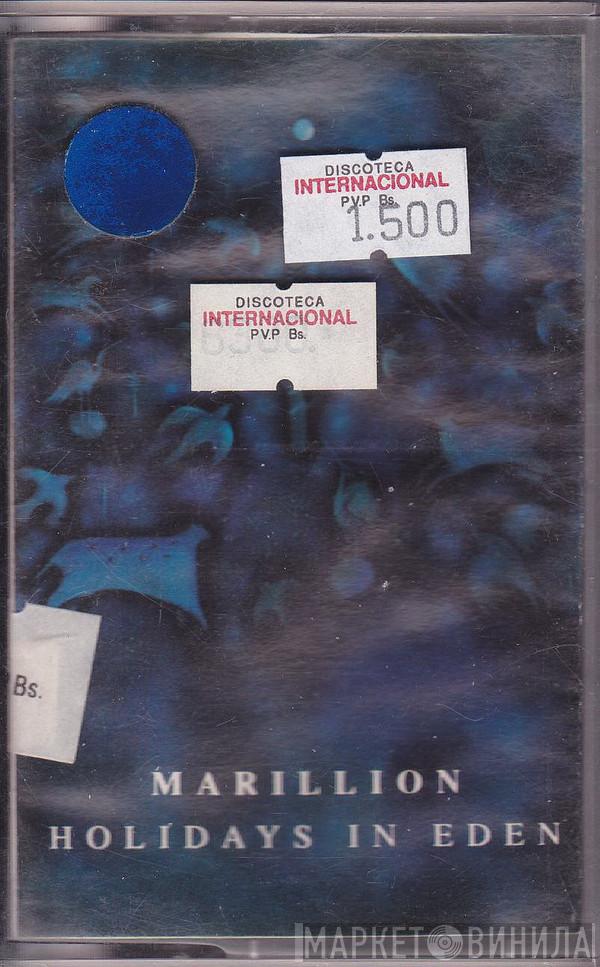 DISCOTECA
INTERNACIONAL
P.V.P Bs.
1.500
DISCOTECA
INTERNACIONAL
P.V.P Bs.
Bs.
MARILLION
HOLIDAYS IN EDEN
МАРКЕТ ВИНИЛА